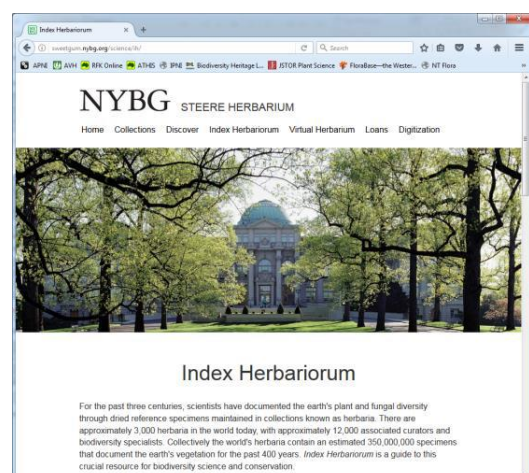 Index Herbariorum
sweetgum.nybg.org/science/ih/
Search
APNI AVH RFK Online ATHIS IPNI Biodiversity Heritage L... JSTOR Plant Science FloraBase—the Wester... NT Flora
NYBG STEERE HERBARIUM
Home Collections Discover Index Herbariorum Virtual Herbarium Loans Digitization
Index Herbariorum
For the past three centuries, scientists have documented the earth's plant and fungal diversity
through dried reference specimens maintained in collections known as herbaria. There are
approximately 3,000 herbaria in the world today, with approximately 12,000 associated curators and
biodiversity specialists. Collectively the world's herbaria contain an estimated 350,000,000 specimens
that document the earth's vegetation for the past 400 years. Index Herbariorum is a guide to this
crucial resource for biodiversity science and conservation.